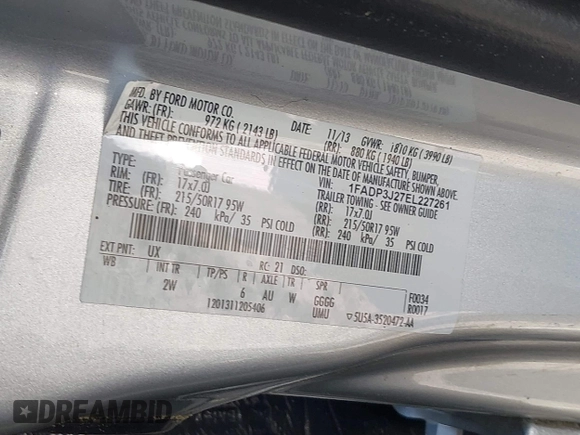 MFD. BY FORD MOTOR CO.
DATE: 11/13 GVWR: 1810 KG (3990 LB)
GAWR: (FR): 972 KG (2143 LB) (RR): 880 KG (1940 LB)
THIS VEHICLE CONFORMS TO ALL APPLICABLE FEDERAL MOTOR VEHICLE SAFETY, BUMPER,
AND THEFT PREVENTION STANDARDS IN EFFECT ON THE DATE OF MANUFACTURE SHOWN ABOVE.
VIN: 1FADP3J27EL227261
TYPE: Passenger Car TRAILER TOWING - SEE OWNER GUIDE
RIM: (FR): 17x7.0J (RR): 17x7.0J
TIRE: (FR): 215/50R17 95W (RR): 215/50R17 95W
PRESSURE: (FR): 240 kPa/ 35 PSI COLD (RR): 240 kPa/ 35 PSI COLD
EXT PNT: UX RC: 21 DSO:
WB INT TR TP/PS R AXLE TR SPR
2W 6 AU W GGGG
UMU
F0034
R0017
1201311205406
▽5U5A-3520472-AA
DREAMBID